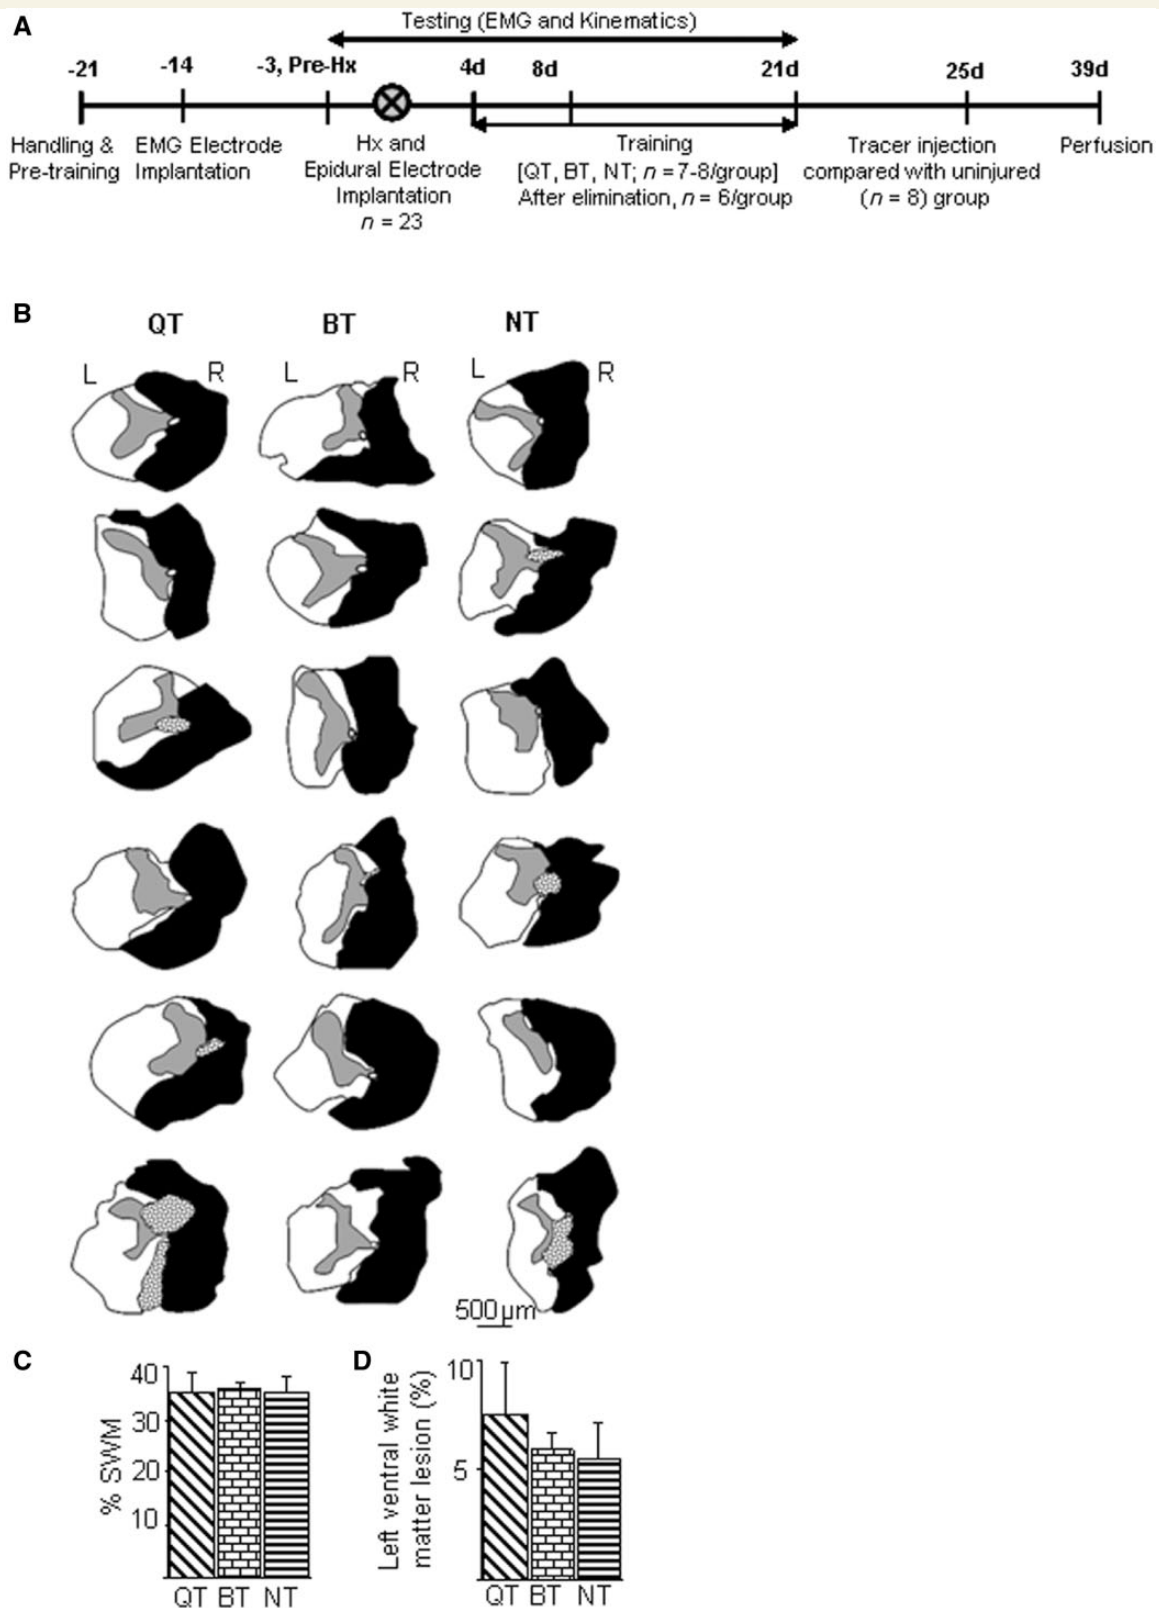 A
Testing (EMG and Kinematics)
-21
-14
-3, Pre-Hx
4d
8d
21d
25d
39d
Handling &
Pre-training
EMG Electrode
Implantation
Hx and
Epidural Electrode
Implantation
n = 23
Training
[QT, BT, NT; n =7-8/group]
After elimination, n = 6/group
Tracer injection
compared with uninjured
(n = 8) group
Perfusion
B
QT
BT
NT
L
R
L
R
L
R
500 µm
C
% SWM
40
30
20
10
QT BT NT
D
Left ventral white
matter lesion (%)
10
5
QT BT NT